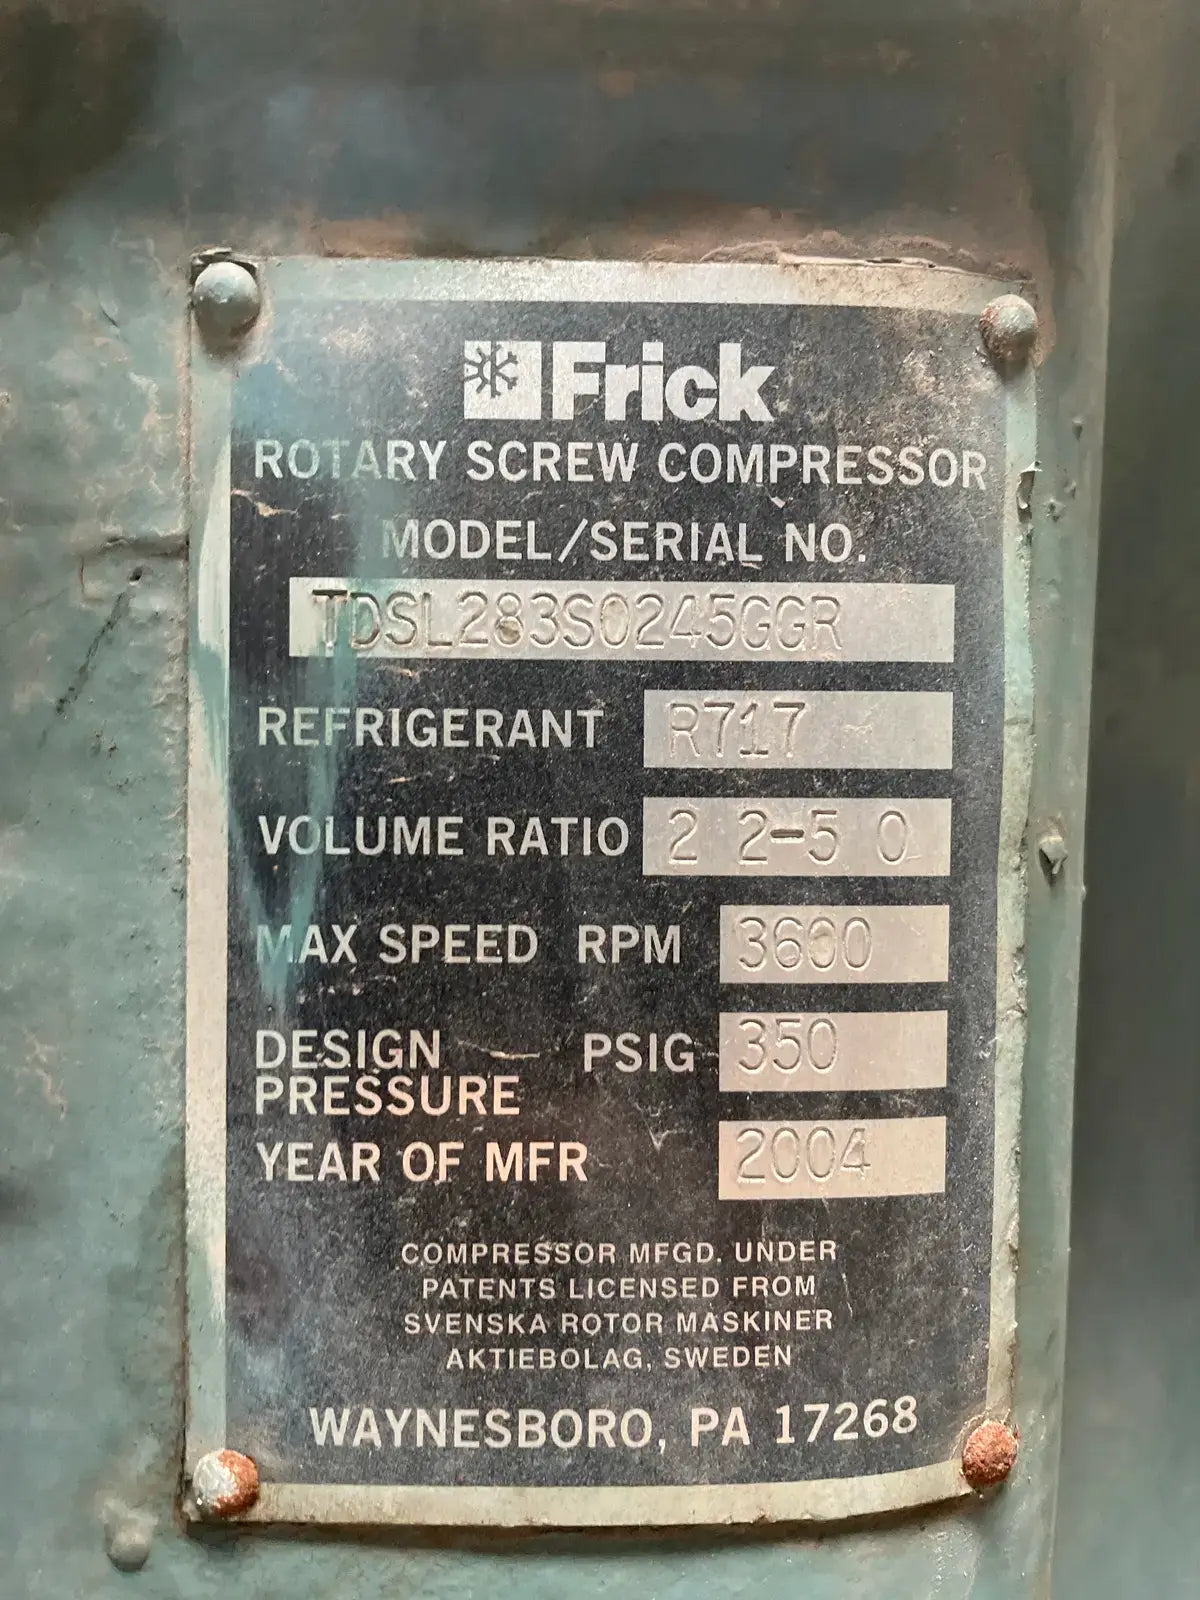 Frick
ROTARY SCREW COMPRESSOR
MODEL/SERIAL NO.
TDSL283S0245GGR
REFRIGERANT R717
VOLUME RATIO 2 2-5 0
MAX SPEED RPM 3600
DESIGN PSIG 350
PRESSURE
YEAR OF MFR 2004
COMPRESSOR MFGD. UNDER
PATENTS LICENSED FROM
SVENSKA ROTOR MASKINER
AKTIEBOLAG, SWEDEN
WAYNESBORO, PA 17268